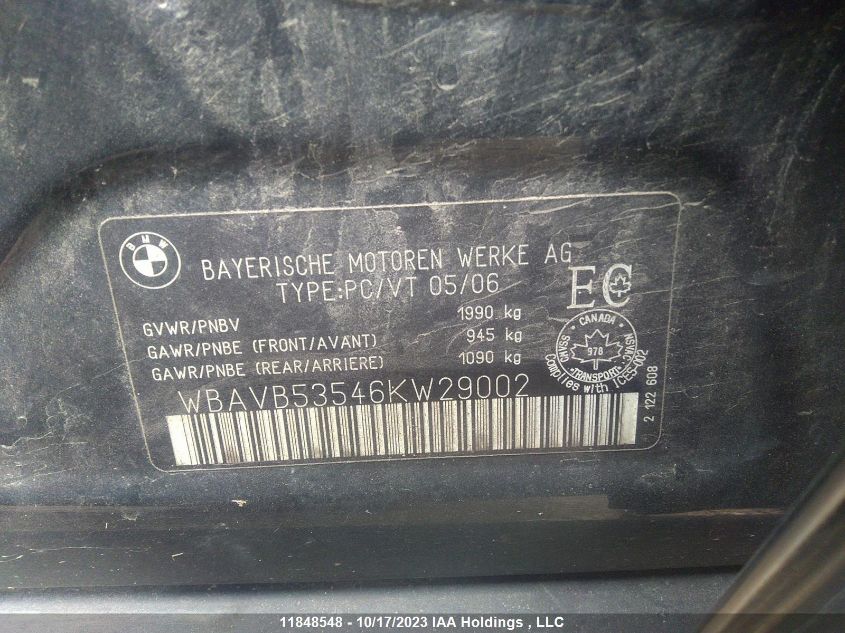 BMW
BAYERISCHE MOTOREN WERKE AG
TYPE:PC/VT 05/06
EC
GVWR/PNBV 1990 kg
GAWR/PNBE (FRONT/AVANT) 945 kg
GAWR/PNBE (REAR/ARRIERE) 1090 kg
CANADA
CMVSS 978 NSVAC
TRANSPORT
Complies with ICES-002
WBAVB53546KW29002
2 122 608
11848548 - 10/17/2023 IAA Holdings , LLC